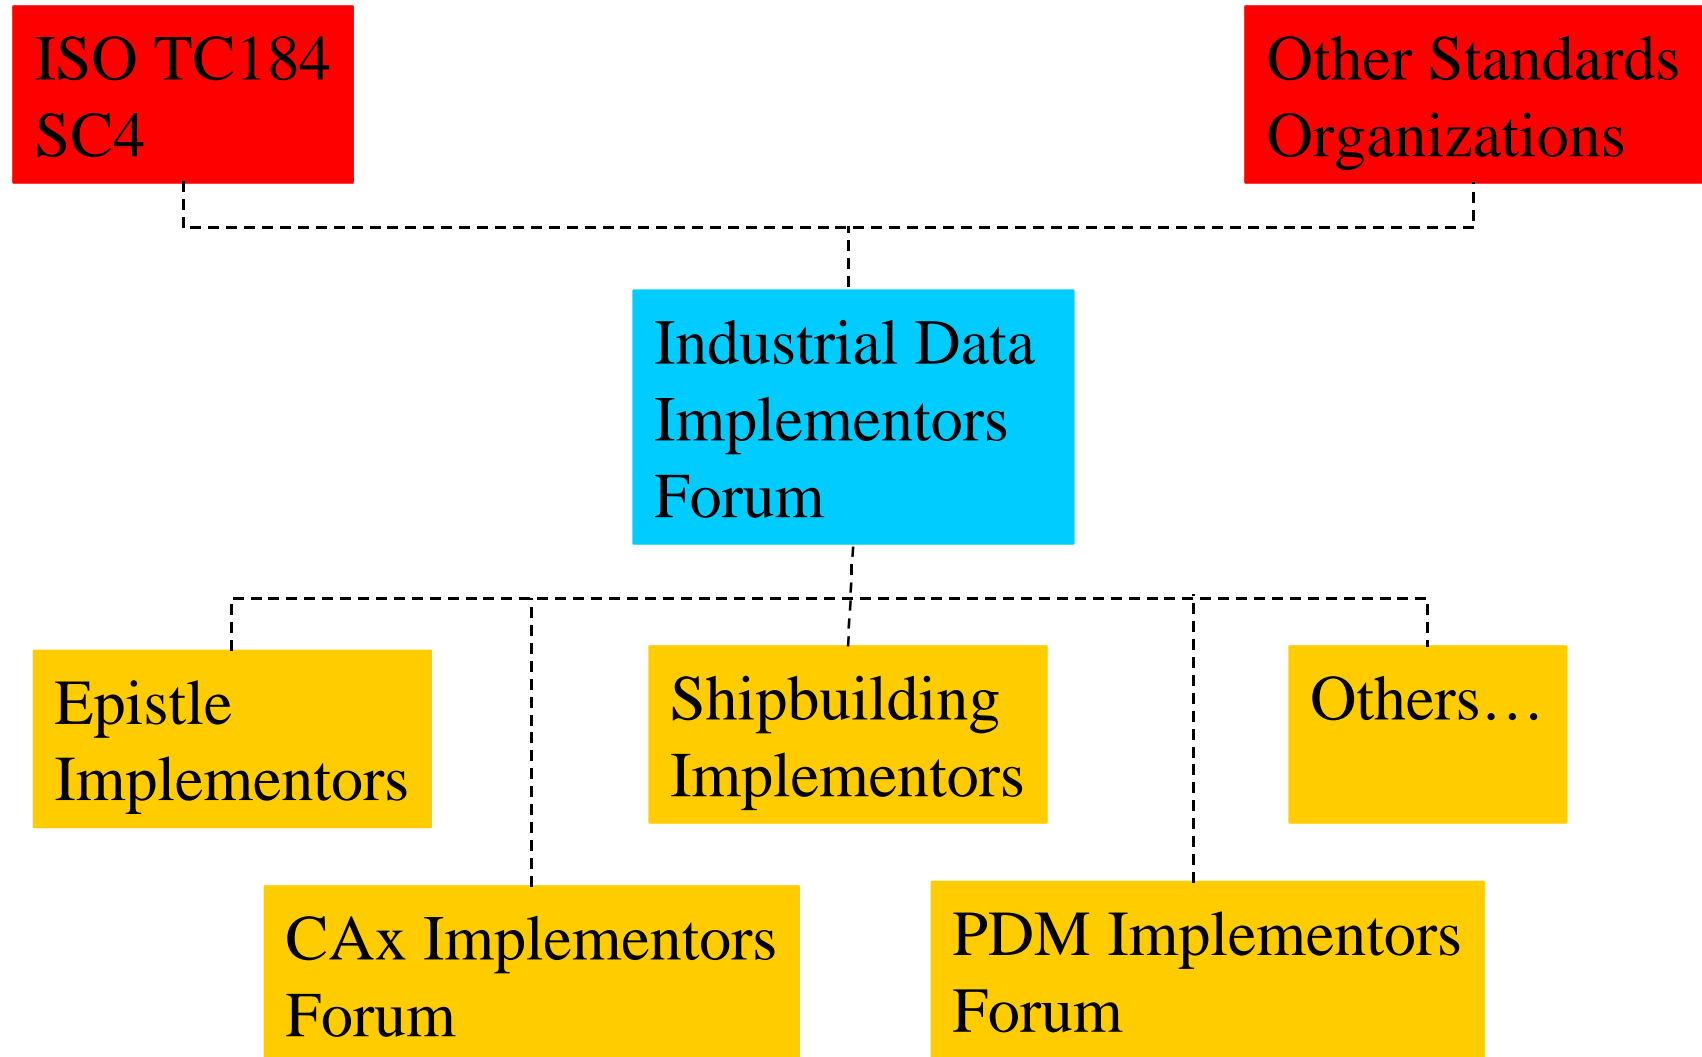 ISO TC184
SC4
Other Standards
Organizations
Industrial Data
Implementors
Forum
Epistle
Implementors
Shipbuilding
Implementors
Others…
CAx Implementors
Forum
PDM Implementors
Forum